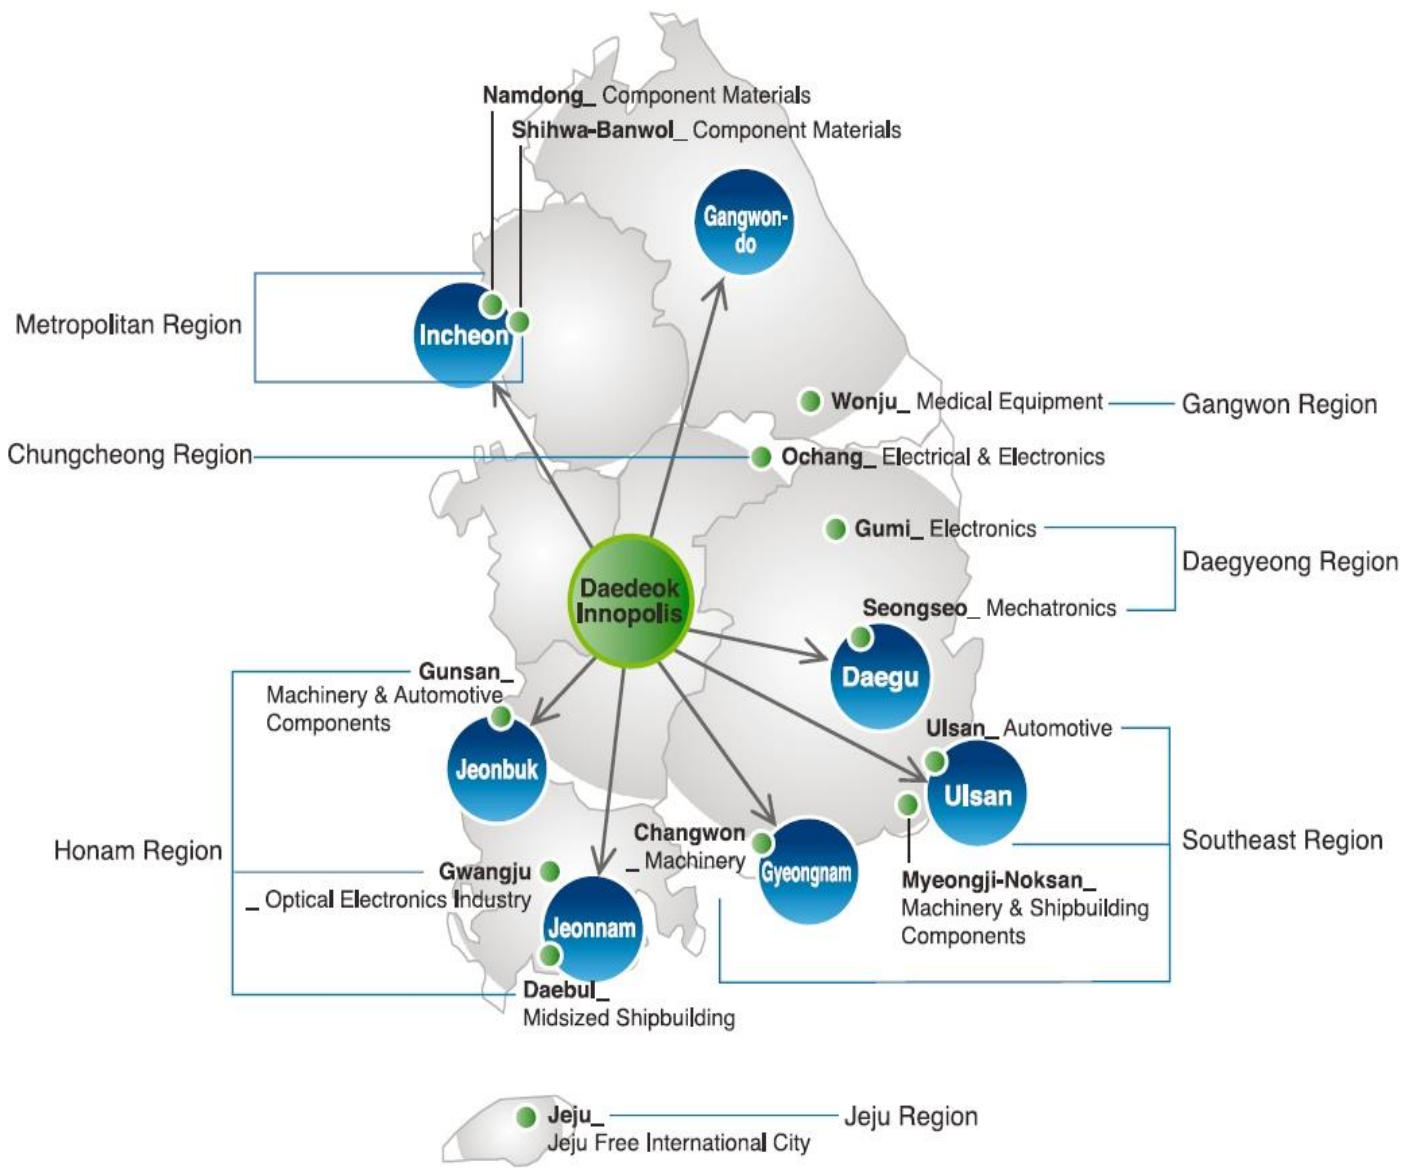 Namdong_ Component Materials
Shihwa-Banwol_ Component Materials
Gangwon-
do
Metropolitan Region
Incheon
Wonju_ Medical Equipment
Gangwon Region
Chungcheong Region
Ochang_ Electrical & Electronics
Gumi_ Electronics
Daegyeong Region
Daedeok
Innopolis
Seongseo_ Mechatronics
Daegu
Gunsan_
Machinery & Automotive
Components
Jeonbuk
Ulsan_ Automotive
Ulsan
Honam Region
Changwon
_ Machinery
Gyeongnam
Southeast Region
Gwangju
_ Optical Electronics Industry
Jeonnam
Myeongji-Noksan_
Machinery & Shipbuilding
Components
Daebul_
Midsized Shipbuilding
Jeju_
Jeju Free International City
Jeju Region